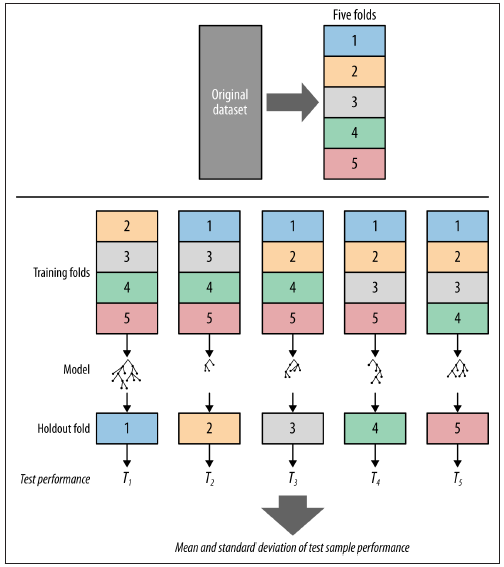 Five folds
Original
dataset
1
2
3
4
5
2 1 1 1 1
Training folds
3 3 2 2 2
4 4 4 3 3
5 5 5 5 4
Model
Holdout fold 1 2 3 4 5
Test performance T1 T2 T3 T4 T5
Mean and standard deviation of test sample performance